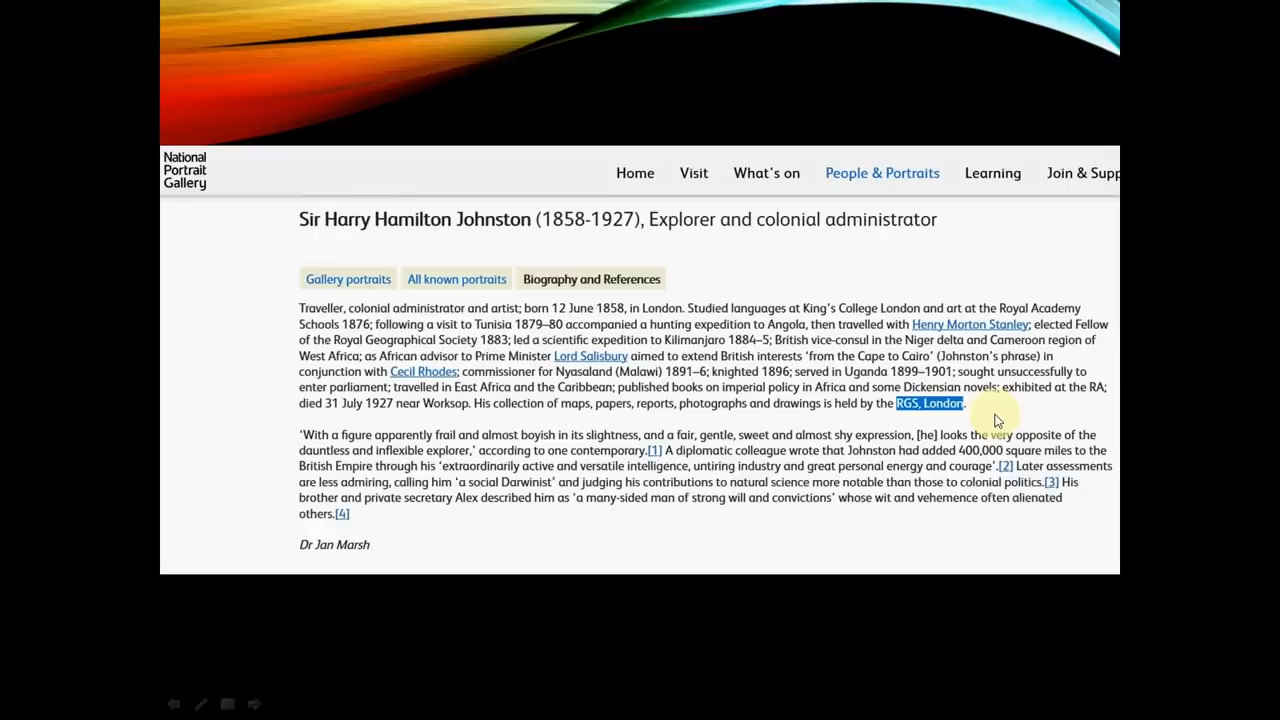 National
Portrait
Gallery
Home Visit What's on People & Portraits Learning Join & Supp
Sir Harry Hamilton Johnston (1858-1927), Explorer and colonial administrator
Gallery portraits All known portraits Biography and References
Traveller, colonial administrator and artist; born 12 June 1858, in London. Studied languages at King's College London and art at the Royal Academy
Schools 1876; following a visit to Tunisia 1879–80 accompanied a hunting expedition to Angola, then travelled with Henry Morton Stanley; elected Fellow
of the Royal Geographical Society 1883; led a scientific expedition to Kilimanjaro 1884–5; British vice-consul in the Niger delta and Cameroon region of
West Africa; as African advisor to Prime Minister Lord Salisbury aimed to extend British interests 'from the Cape to Cairo' (Johnston's phrase) in
conjunction with Cecil Rhodes; commissioner for Nyasaland (Malawi) 1891–6; knighted 1896; served in Uganda 1899–1901; sought unsuccessfully to
enter parliament; travelled in East Africa and the Caribbean; published books on imperial policy in Africa and some Dickensian novels; exhibited at the RA;
died 31 July 1927 near Worksop. His collection of maps, papers, reports, photographs and drawings is held by the RGS, London.
'With a figure apparently frail and almost boyish in its slightness, and a fair, gentle, sweet and almost shy expression, [he] looks the very opposite of the
dauntless and inflexible explorer,' according to one contemporary.[1] A diplomatic colleague wrote that Johnston had added 400,000 square miles to the
British Empire through his 'extraordinarily active and versatile intelligence, untiring industry and great personal energy and courage'.[2] Later assessments
are less admiring, calling him 'a social Darwinist' and judging his contributions to natural science more notable than those to colonial politics.[3] His
brother and private secretary Alex described him as 'a many-sided man of strong will and convictions' whose wit and vehemence often alienated
others.[4]
Dr Jan Marsh